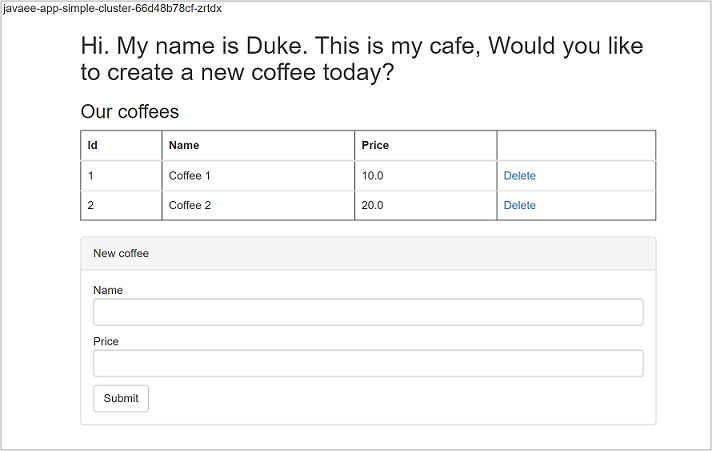 javaee-app-simple-cluster-66d48b78cf-zrtdx
Hi. My name is Duke. This is my cafe, Would you like
to create a new coffee today?
Our coffees
Id Name Price
1 Coffee 1 10.0 Delete
2 Coffee 2 20.0 Delete
New coffee
Name
Price
Submit